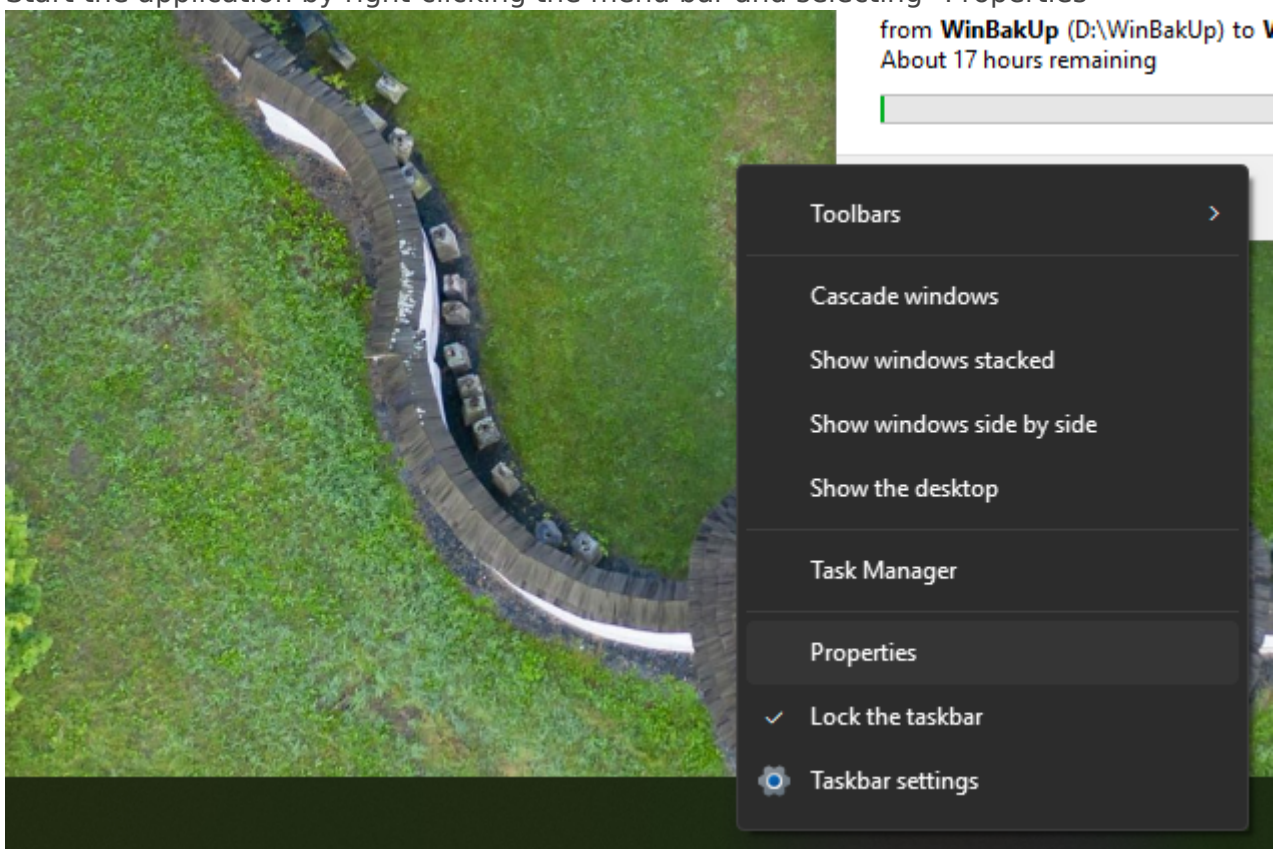 Start the application by right-clicking the menu bar and selecting "Properties"
from WinBakUp (D:\WinBakUp) to
About 17 hours remaining
Toolbars
Cascade windows
Show windows stacked
Show windows side by side
Show the desktop
Task Manager
Properties
Lock the taskbar
Taskbar settings